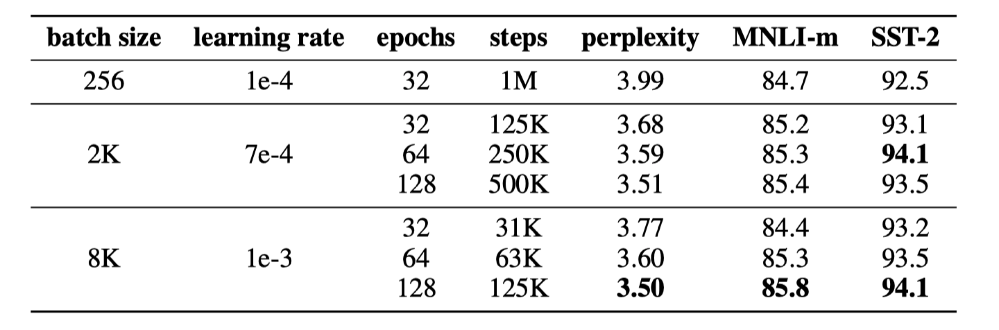 batch size learning rate epochs steps perplexity MNLI-m SST-2
256 1e-4 32 1M 3.99 84.7 92.5
32 125K 3.68 85.2 93.1
2K 7e-4 64 250K 3.59 85.3 94.1
128 500K 3.51 85.4 93.5
32 31K 3.77 84.4 93.2
8K 1e-3 64 63K 3.60 85.3 93.5
128 125K 3.50 85.8 94.1